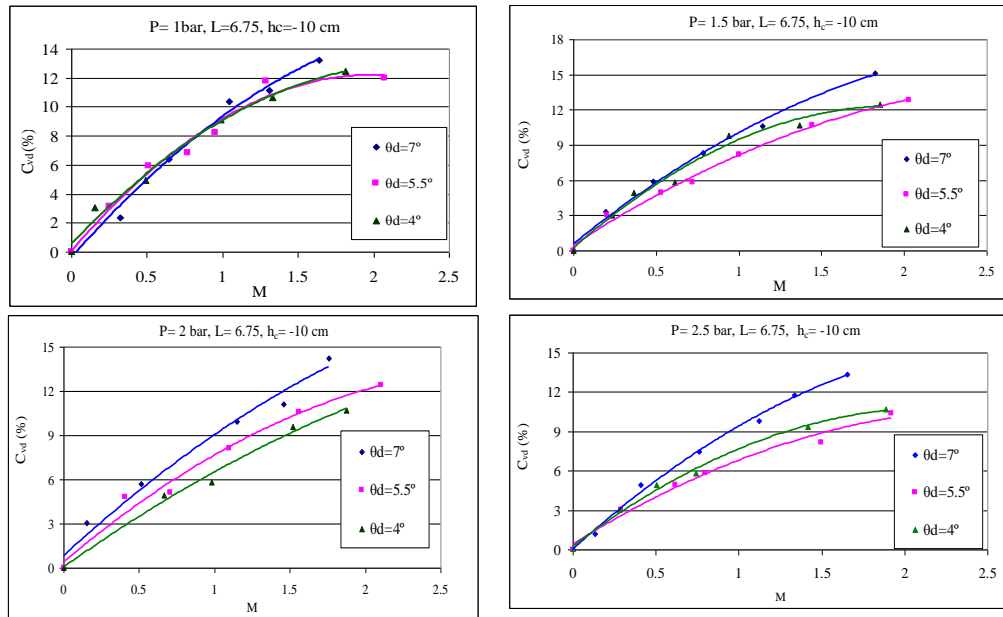 P= 1bar, L=6.75, hc=-10 cm
14
12
10
8
6
4
2
0
Cvd (%)
θd=7º
θd=5.5º
θd=4º
0 0.5 1 1.5 2 2.5
M
P= 1.5 bar, L= 6.75, hc= -10 cm
18
15
12
9
6
3
0
Cvd (%)
θd=7º
θd=5.5º
θd=4º
0 0.5 1 1.5 2 2.5
M
P= 2 bar, L= 6.75, hc= -10 cm
15
12
9
6
3
0
Cvd (%)
θd=7º
θd=5.5º
θd=4º
0 0.5 1 1.5 2 2.5
M
P= 2.5 bar, L= 6.75, hc= -10 cm
15
12
9
6
3
0
Cvd (%)
θd=7º
θd=5.5º
θd=4º
0 0.5 1 1.5 2 2.5
M